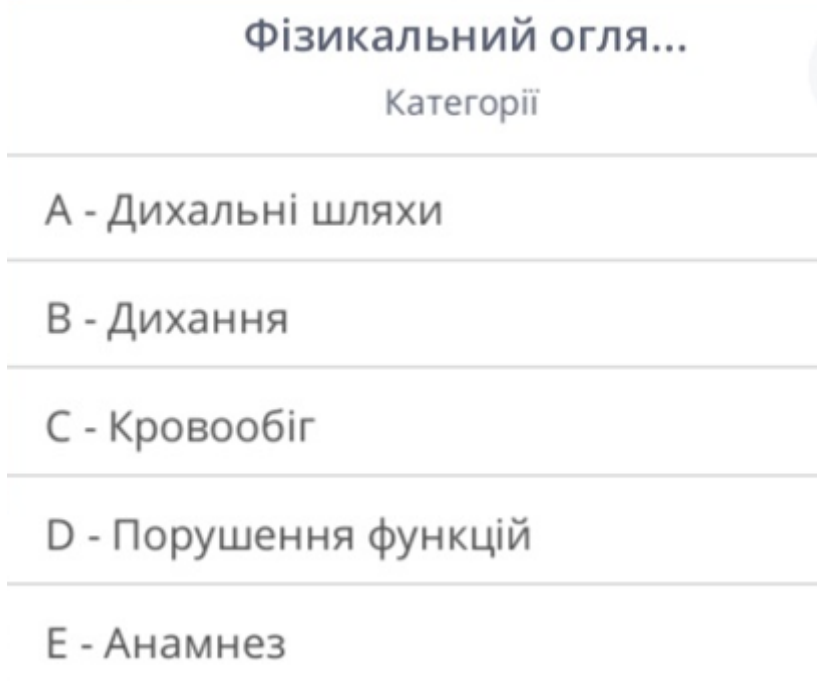 Фізикальний огля...
Категорії
A - Дихальні шляхи
B - Дихання
C - Кровообіг
D - Порушення функцій
E - Анамнез